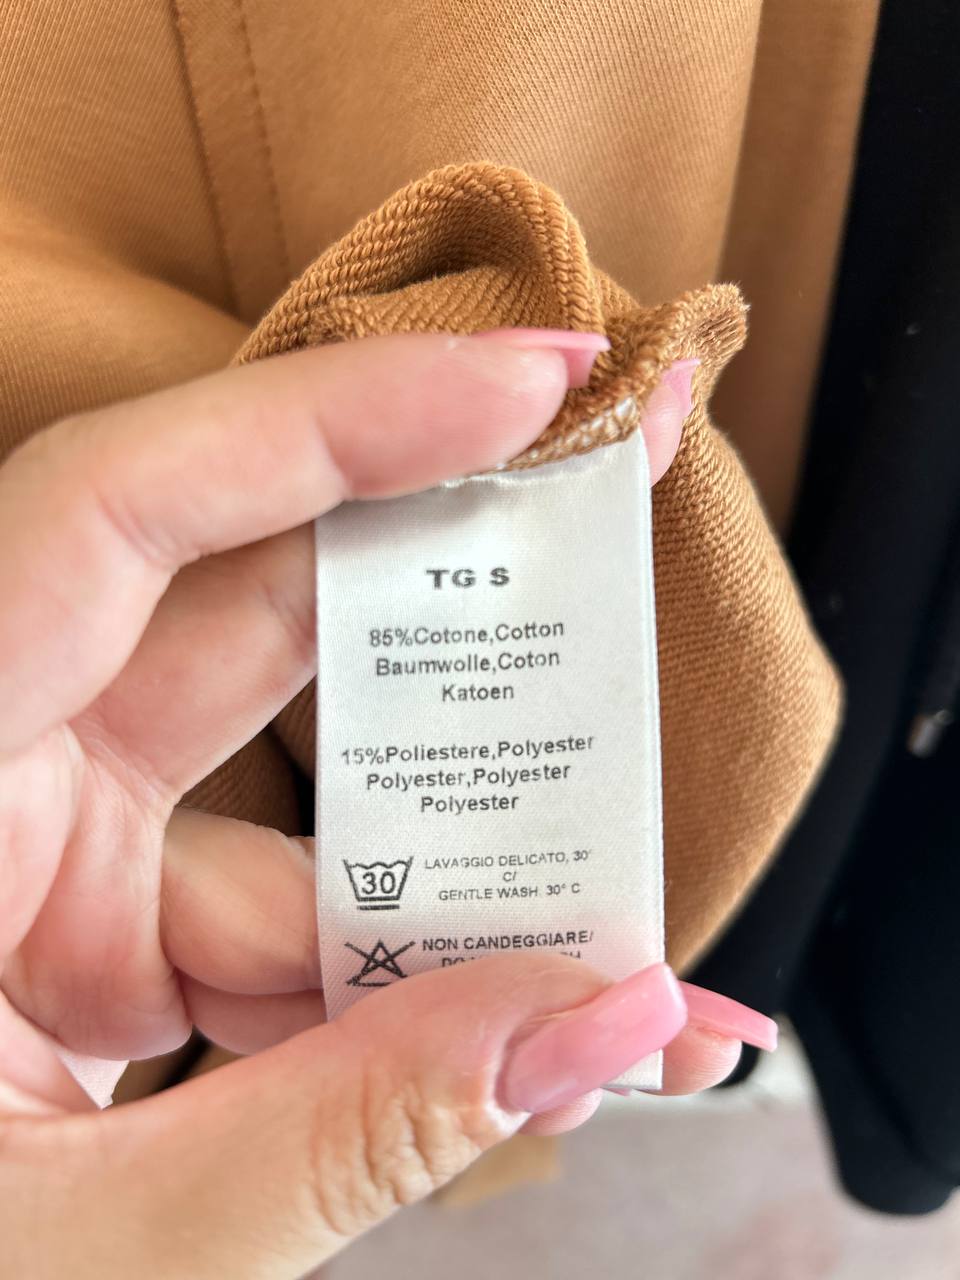 TG S
85%Cotone,Cotton
Baumwolle,Coton
Katoen
15%Poliestere,Polyester
Polyester,Polyester
Polyester
30
LAVAGGIO DELICATO, 30°
C/
GENTLE WASH 30° C
NON CANDEGGIARE/